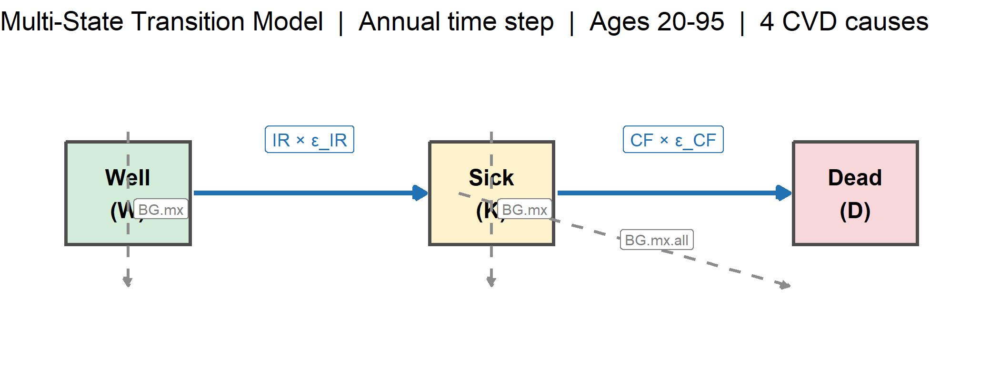 Multi-State Transition Model | Annual time step | Ages 20-95 | 4 CVD causes
IR × ε_IR
CF × ε_CF
Well
(W)
BG.mx
Sick
(K)
BG.mx
Dead
(D)
BG.mx.all